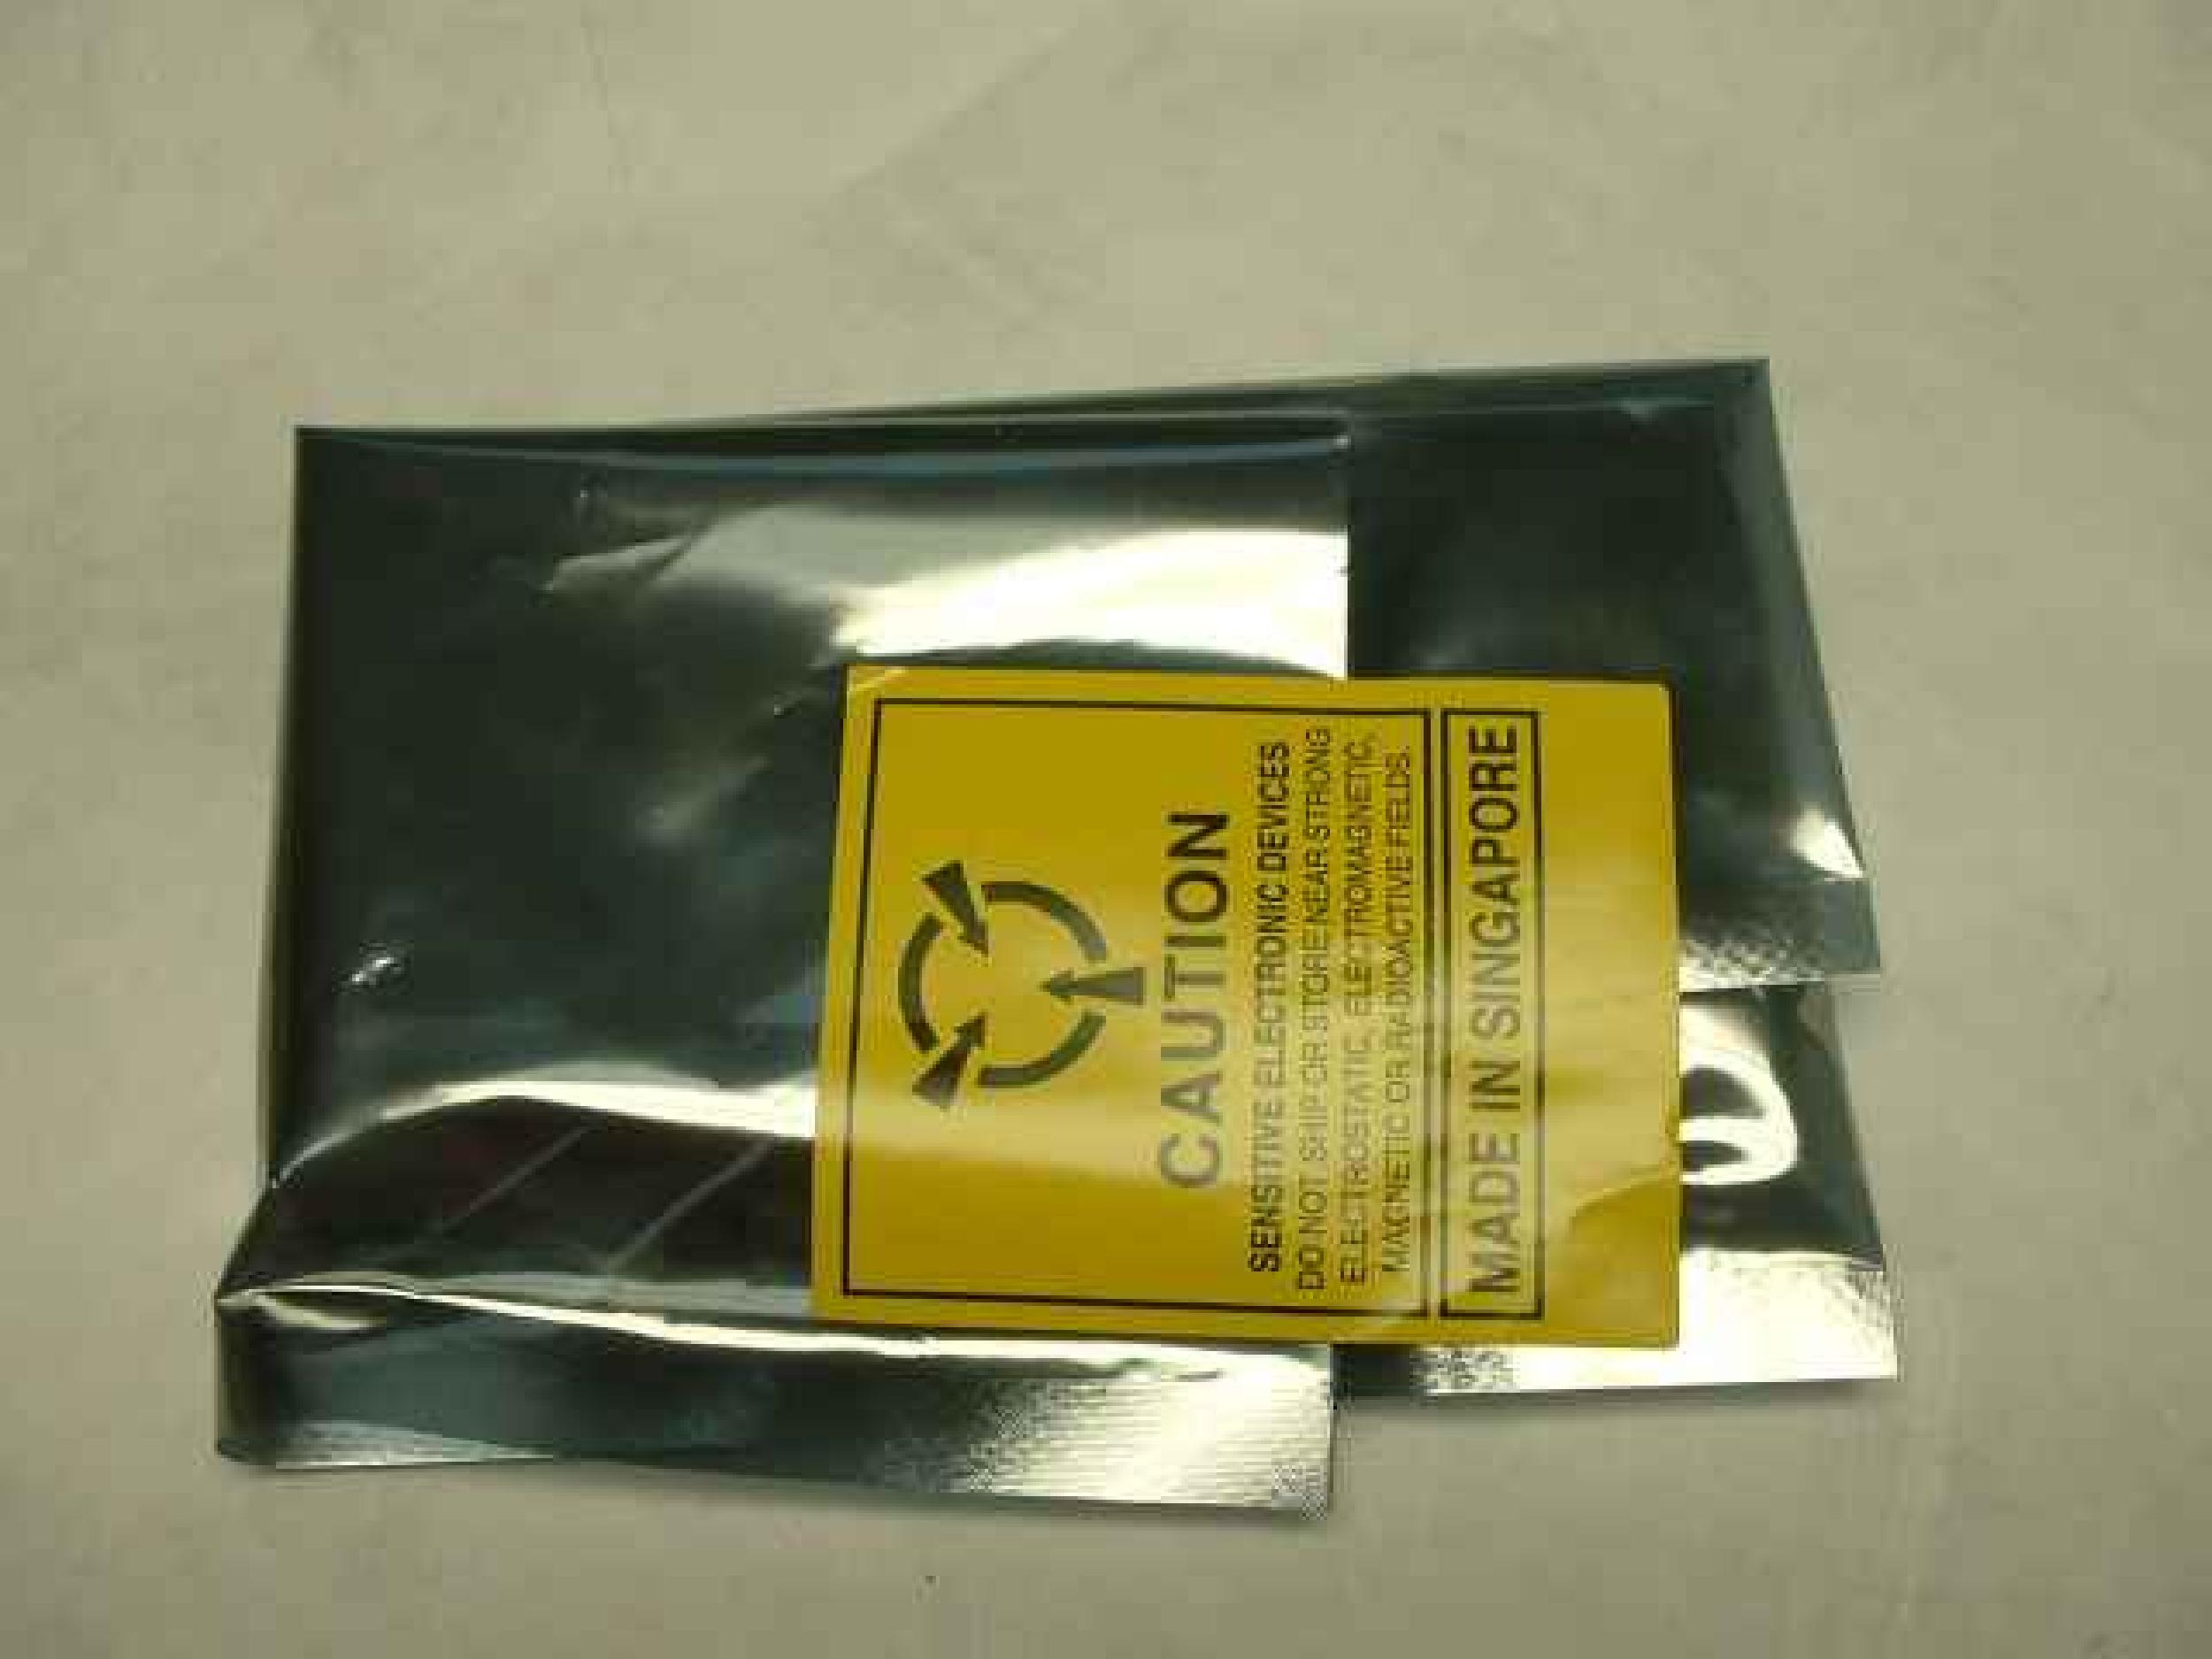 CAUTION
SENSITIVE ELECTRONIC DEVICES
DO NOT SHIP OR STORE NEAR STRONG
ELECTROSTATIC, ELECTROMAGNETIC,
MAGNETIC OR RADIOACTIVE FIELDS.
MADE IN SINGAPORE